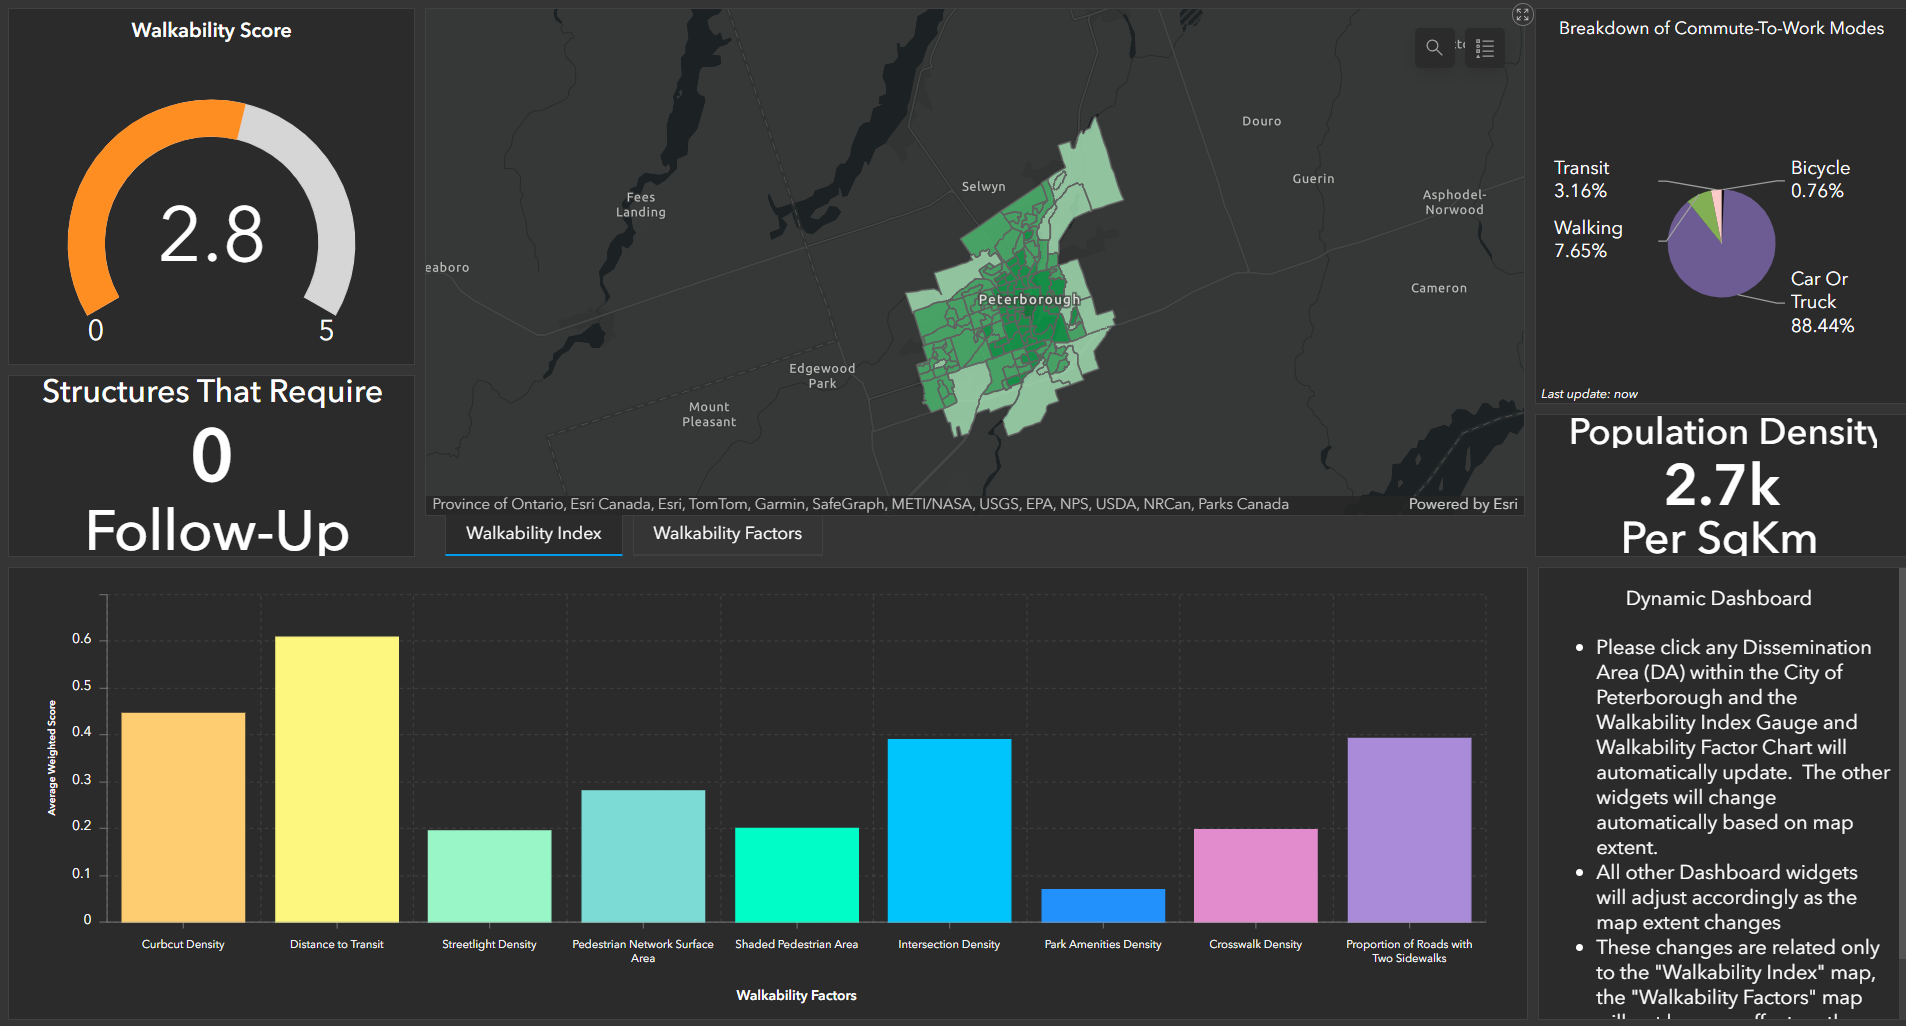 Walkability Score
2.8
0
5
Structures That Require
0
Follow-Up
Douro
Guerin
Selwyn
Fees
Landing
Asphodel-
Norwood
eaboro
Cameron
Peterborough
Edgewood
Park
Mount
Pleasant
Province of Ontario, Esri Canada, Esri, TomTom, Garmin, SafeGraph, METI/NASA, USGS, EPA, NPS, USDA, NRCan, Parks Canada
Powered by Esri
Walkability Index
Walkability Factors
Breakdown of Commute-To-Work Modes
Transit
3.16%
Walking
7.65%
Bicycle
0.76%
Car Or
Truck
88.44%
Last update: now
Population Density
2.7k
Per SqKm
Average Weighted Score
0.6
0.5
0.4
0.3
0.2
0.1
0
Curbcut Density
Distance to Transit
Streetlight Density
Pedestrian Network Surface
Area
Shaded Pedestrian Area
Intersection Density
Park Amenities Density
Crosswalk Density
Proportion of Roads with
Two Sidewalks
Walkability Factors
Dynamic Dashboard
• Please click any Dissemination
Area (DA) within the City of
Peterborough and the
Walkability Index Gauge and
Walkability Factor Chart will
automatically update. The other
widgets will change
automatically based on map
extent.
• All other Dashboard widgets
will adjust accordingly as the
map extent changes
• These changes are related only
to the "Walkability Index" map,
the "Walkability Factors" map